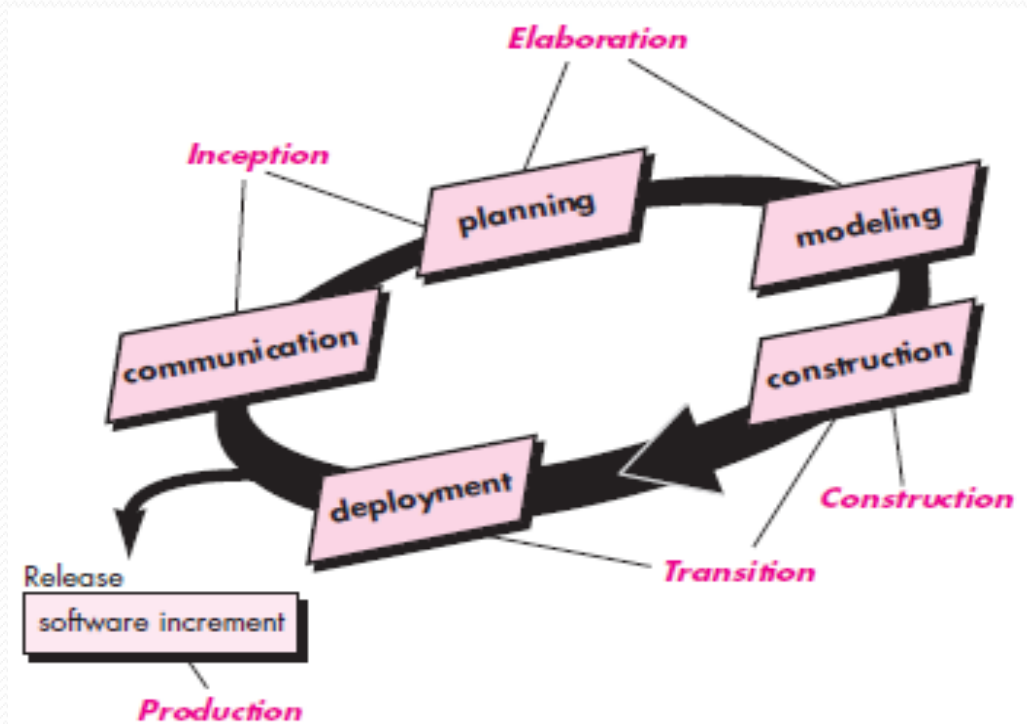 Elaboration
Inception
planning
modeling
communication
construction
deployment
Construction
Transition
Release
software increment
Production